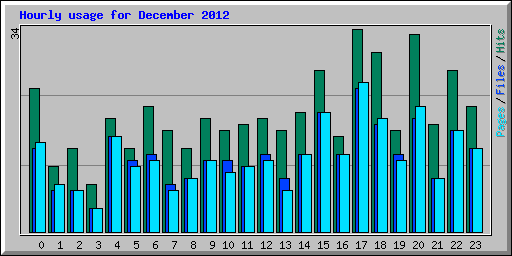 Hourly usage for December 2012
34
Pages/Files/Hits
0 1 2 3 4 5 6 7 8 9 10 11 12 13 14 15 16 17 18 19 20 21 22 23